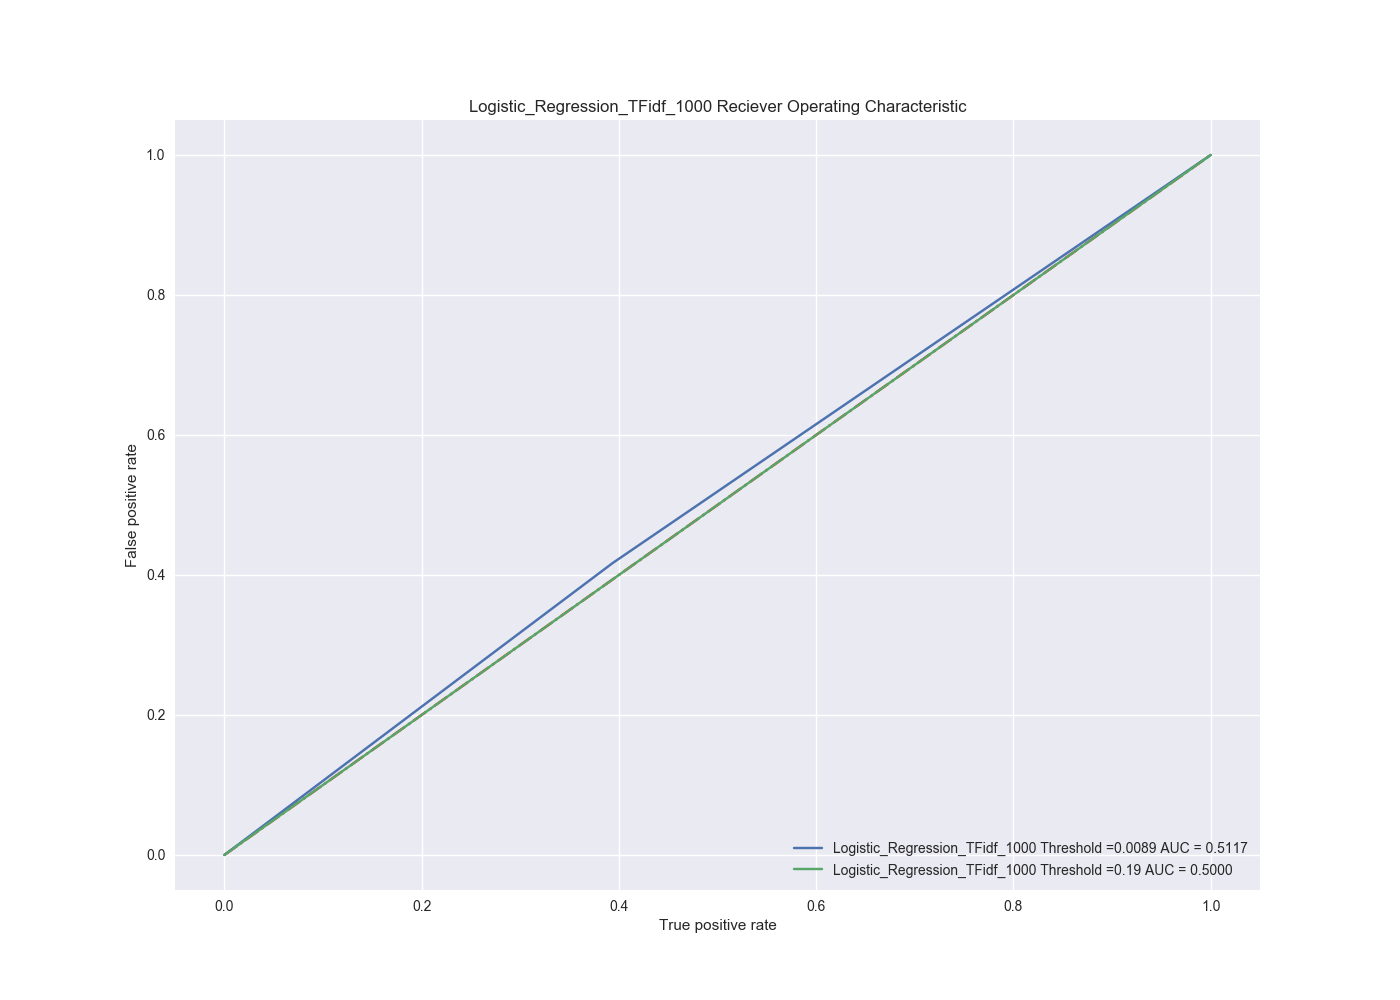 Logistic_Regression_TFidf_1000 Reciever Operating Characteristic
1.0
0.8
0.6
0.4
0.2
0.0
False positive rate
Logistic_Regression_TFidf_1000 Threshold =0.0089 AUC = 0.5117
Logistic_Regression_TFidf_1000 Threshold =0.19 AUC = 0.5000
0.0 0.2 0.4 0.6 0.8 1.0
True positive rate